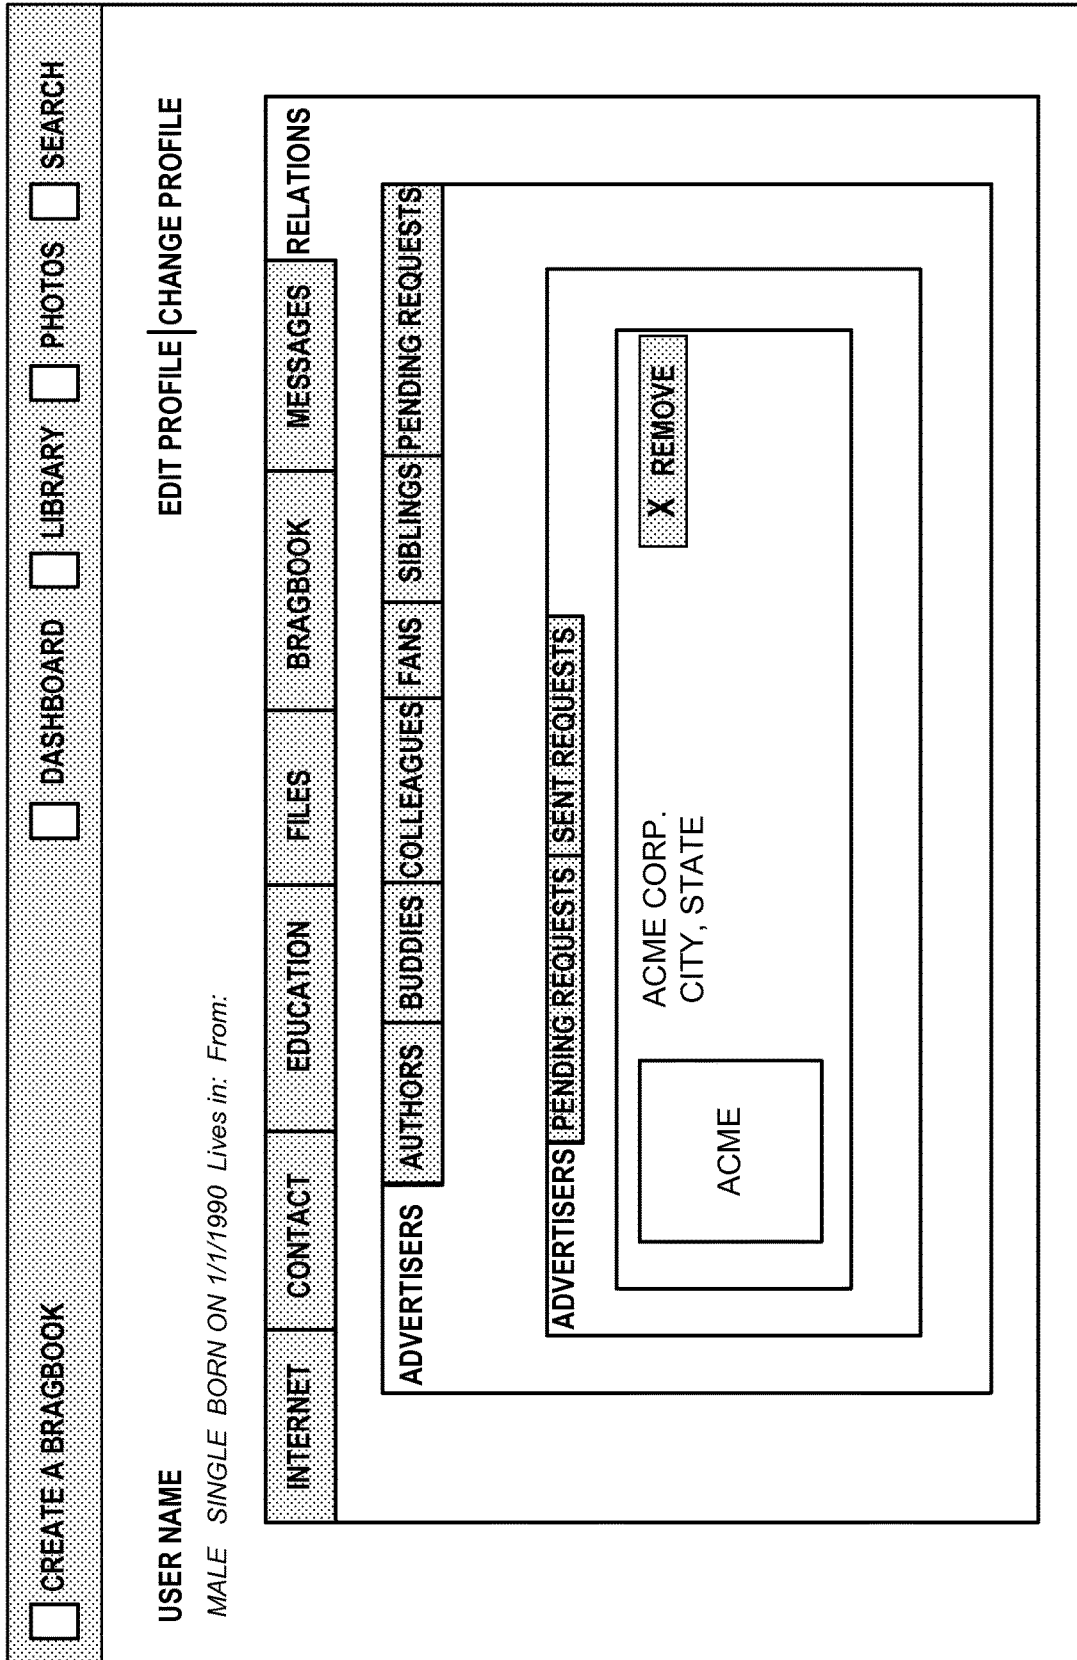 CREATE A BRAGBOOK DASHBOARD LIBRARY PHOTOS SEARCH
USER NAME EDIT PROFILE | CHANGE PROFILE
MALE SINGLE BORN ON 1/1/1990 Lives in: From:
INTERNET CONTACT EDUCATION FILES BRAGBOOK MESSAGES RELATIONS
ADVERTISERS AUTHORS BUDDIES COLLEAGUES FANS SIBLINGS PENDING REQUESTS
ADVERTISERS PENDING REQUESTS SENT REQUESTS
ACME CORP. X REMOVE
CITY, STATE
ACME